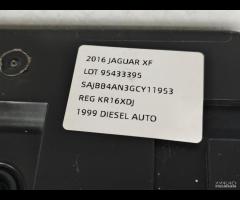 2016 JAGUAR XF
LOT 95433395
SAJBB4AN3GCY11953
REG KR16XDJ
1999 DIESEL AUTO